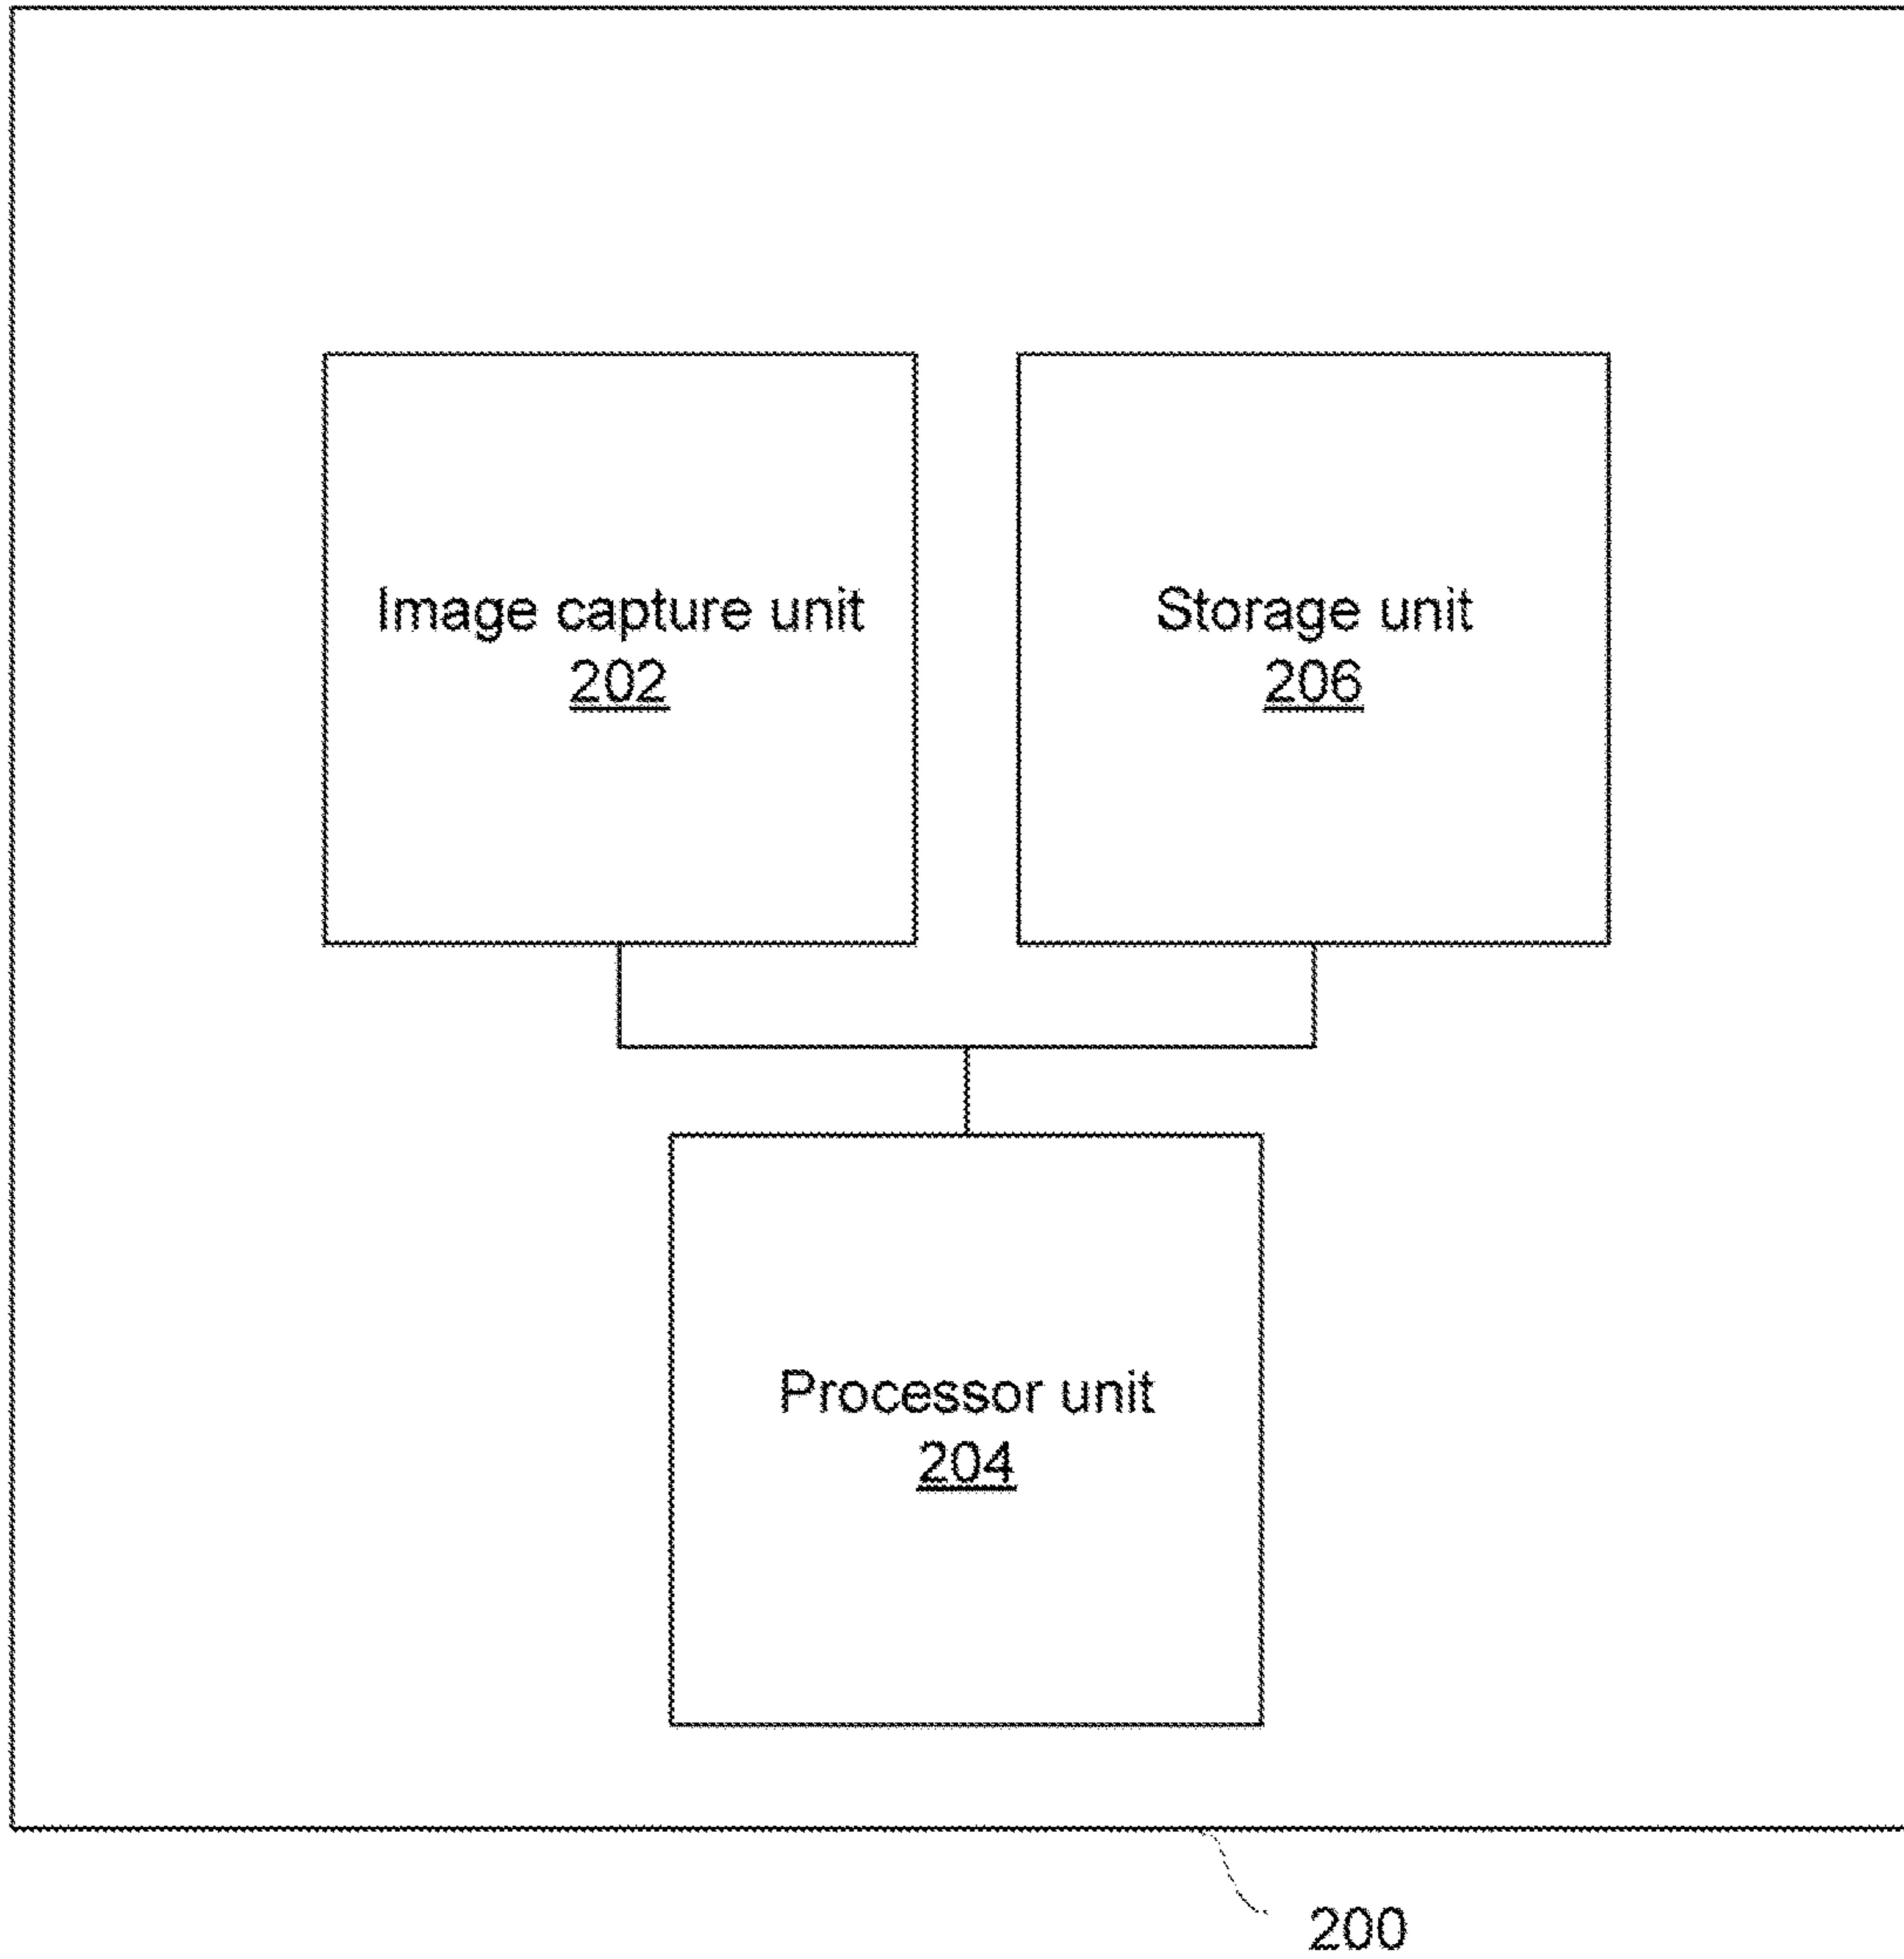 Image capture unit
202
Storage unit
206
Processor unit
204
200